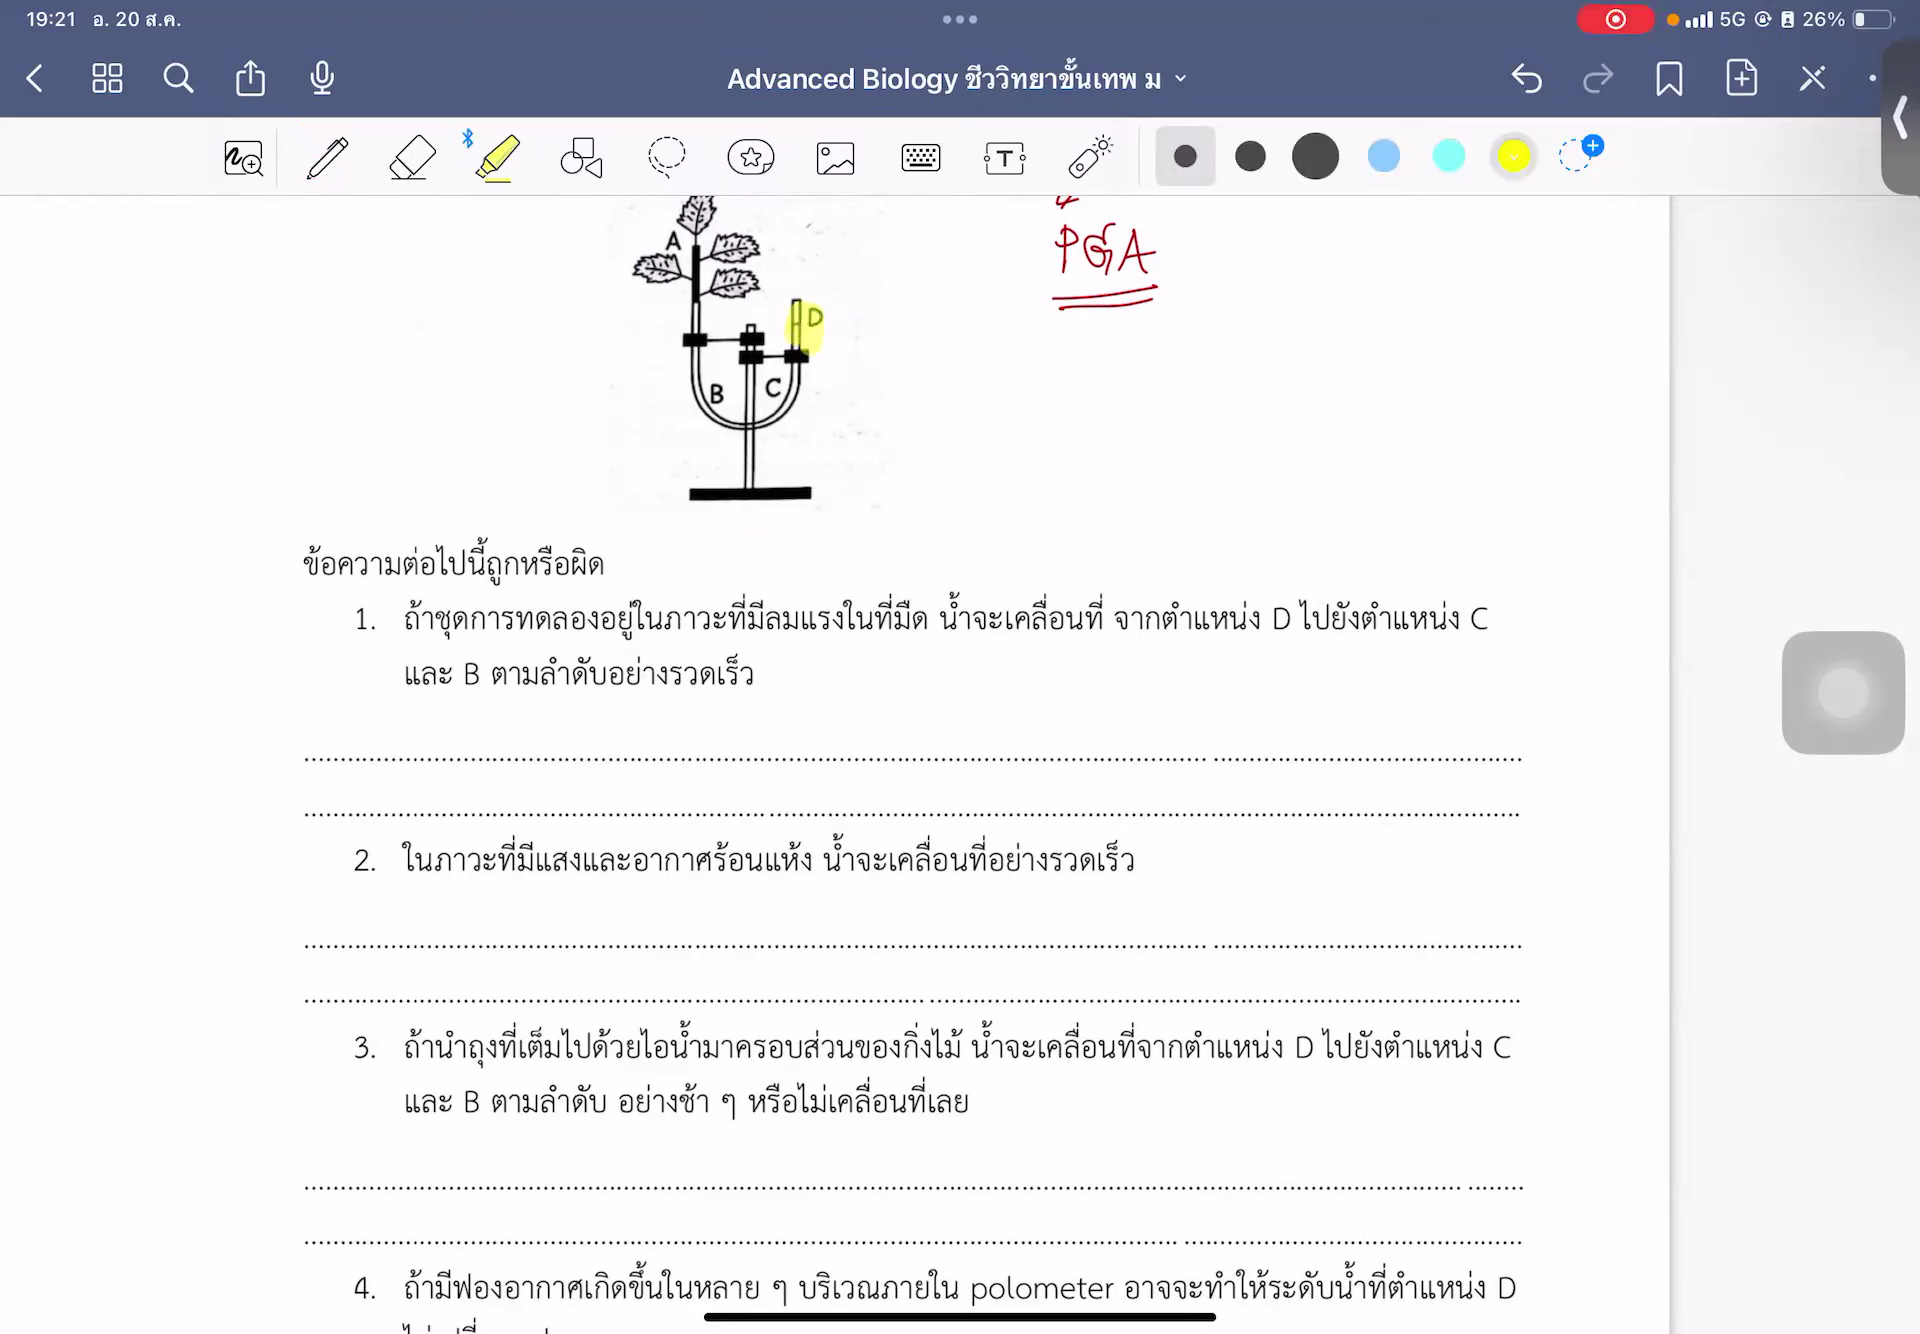 19:21 อ. 20 ส.ค.
5G 26%
Advanced Biology ชีววิทยาขั้นเทพ ม
T
A
D
B
C
PGA
ข้อความต่อไปนี้ถูกหรือผิด
1. ถ้าชุดการทดลองอยู่ในภาวะที่มีลมแรงในที่มืด น้ำจะเคลื่อนที่ จากตำแหน่ง D ไปยังตำแหน่ง C
และ B ตามลำดับอย่างรวดเร็ว
2. ในภาวะที่มีแสงและอากาศร้อนแห้ง น้ำจะเคลื่อนที่อย่างรวดเร็ว
3. ถ้านำถุงที่เต็มไปด้วยไอน้ำมาครอบส่วนของกิ่งไม้ น้ำจะเคลื่อนที่จากตำแหน่ง D ไปยังตำแหน่ง C
และ B ตามลำดับ อย่างช้า ๆ หรือไม่เคลื่อนที่เลย
4. ถ้ามีฟองอากาศเกิดขึ้นในหลาย ๆ บริเวณภายใน polometer อาจจะทำให้ระดับน้ำที่ตำแหน่ง D